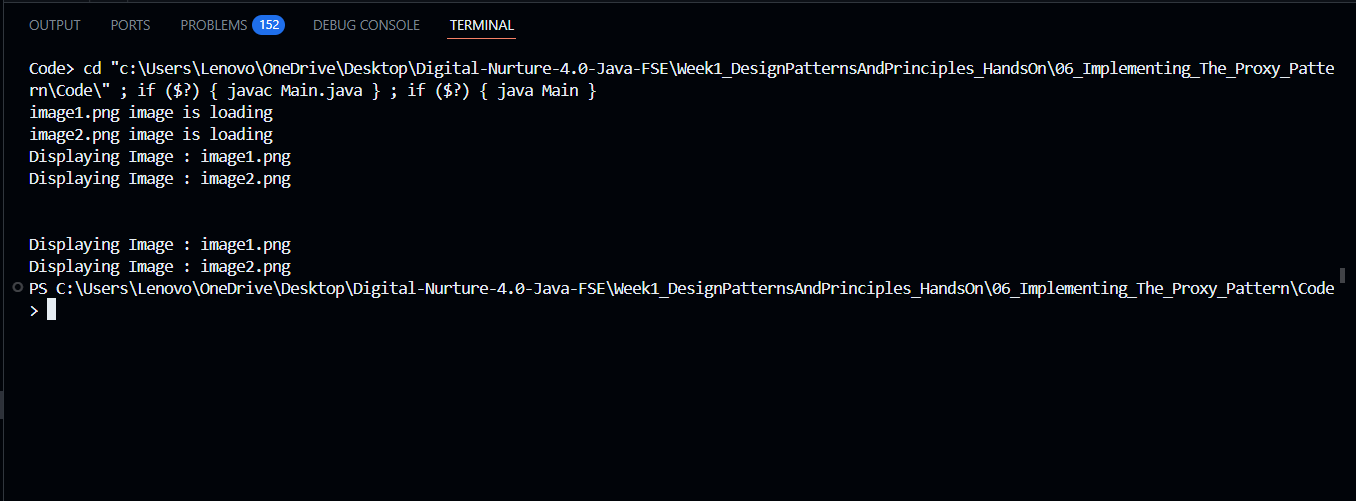 OUTPUT PORTS PROBLEMS 152 DEBUG CONSOLE TERMINAL
Code> cd "c:\Users\Lenovo\OneDrive\Desktop\Digital-Nurture-4.0-Java-FSE\Week1_DesignPatternsAndPrinciples_HandsOn\06_Implementing_The_Proxy_Patte
rn\Code\" ; if ($?) { javac Main.java } ; if ($?) { java Main }
image1.png image is loading
image2.png image is loading
Displaying Image : image1.png
Displaying Image : image2.png
Displaying Image : image1.png
Displaying Image : image2.png
PS C:\Users\Lenovo\OneDrive\Desktop\Digital-Nurture-4.0-Java-FSE\Week1_DesignPatternsAndPrinciples_HandsOn\06_Implementing_The_Proxy_Pattern\Code
>